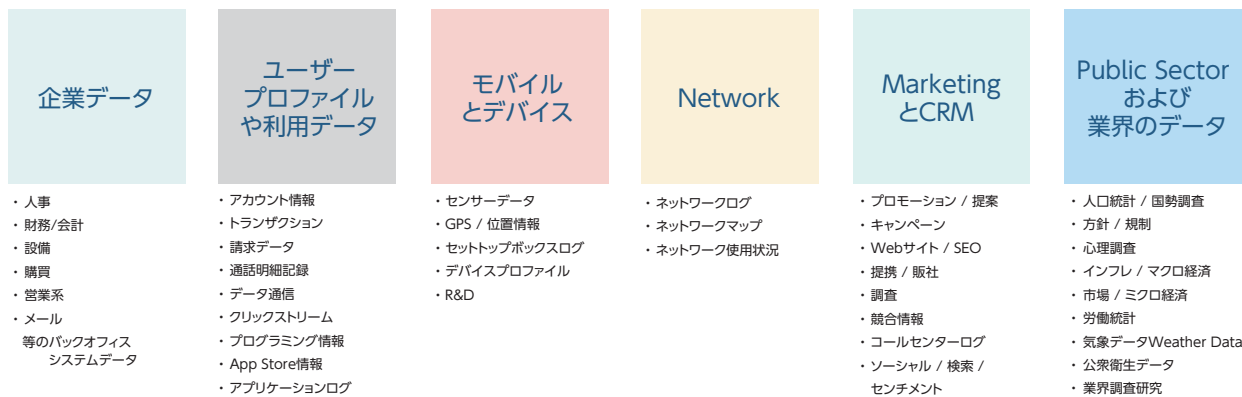 企業データ
・ 人事
・ 財務/会計
・ 設備
・ 購買
・ 営業系
・ メール
等のバックオフィス
システムデータ
ユーザー
プロファイル
や利用データ
・ アカウント情報
・ トランザクション
・ 請求データ
・ 通話明細記録
・ データ通信
・ クリックストリーム
・ プログラミング情報
・ App Store情報
・ アプリケーションログ
モバイル
とデバイス
・ センサーデータ
・ GPS / 位置情報
・ セットトップボックスログ
・ デバイスプロファイル
・ R&D
Network
・ ネットワークログ
・ ネットワークマップ
・ ネットワーク使用状況
Marketing
とCRM
・ プロモーション / 提案
・ キャンペーン
・ Webサイト / SEO
・ 提携 / 販社
・ 調査
・ 競合情報
・ コールセンターログ
・ ソーシャル / 検索 /
センチメント
Public Sector
および
業界のデータ
・ 人口統計 / 国勢調査
・ 方針 / 規制
・ 心理調査
・ インフレ / マクロ経済
・ 市場 / ミクロ経済
・ 労働統計
・ 気象データWeather Data
・ 公衆衛生データ
・ 業界調査研究